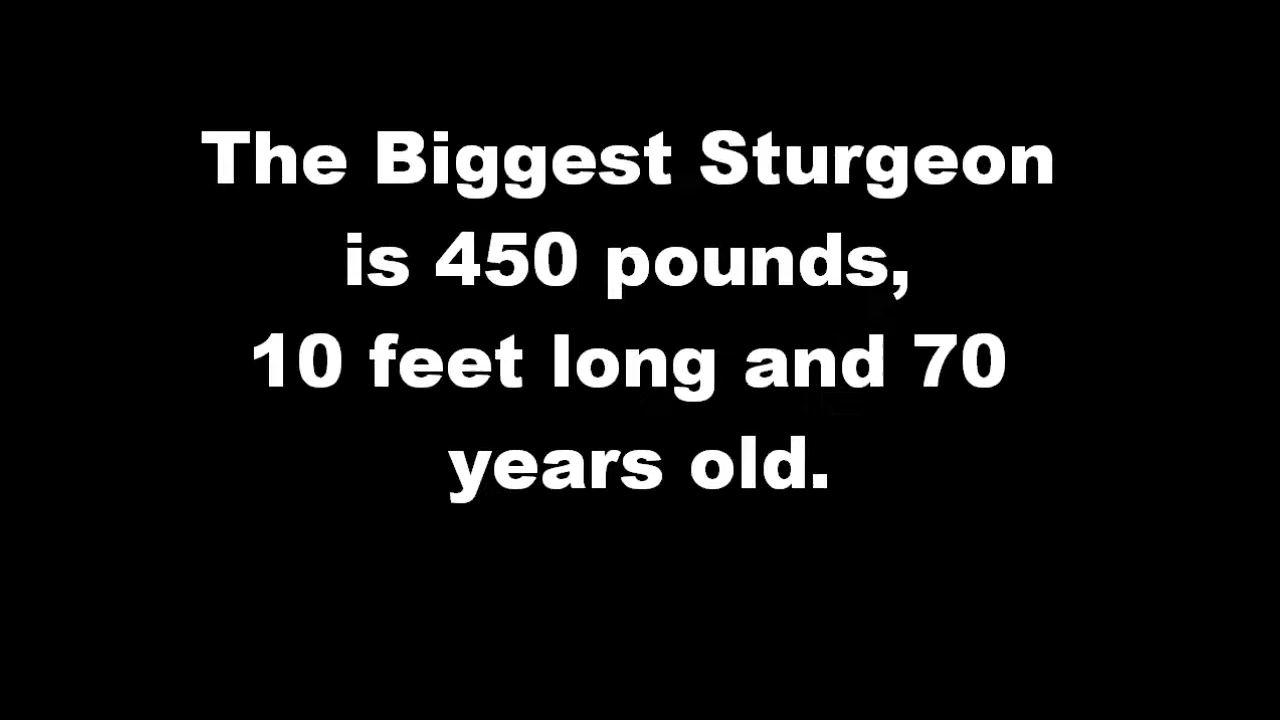 The Biggest Sturgeon
is 450 pounds,
10 feet long and 70
years old.